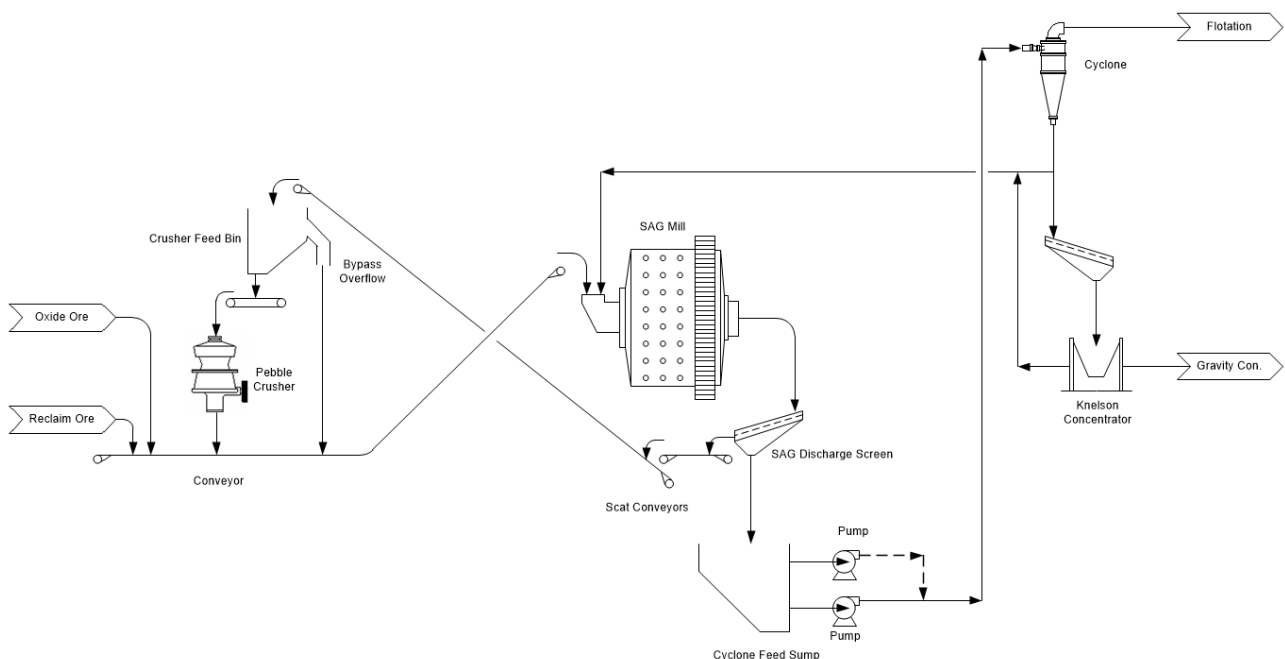 Flotation
Cyclone
SAG Mill
Crusher Feed Bin
Bypass
Overflow
Oxide Ore
Pebble
Crusher
Gravity Con.
Knelson
Concentrator
Reclaim Ore
SAG Discharge Screen
Conveyor
Scat Conveyors
Pump
Pump
Cyclone Feed Sump